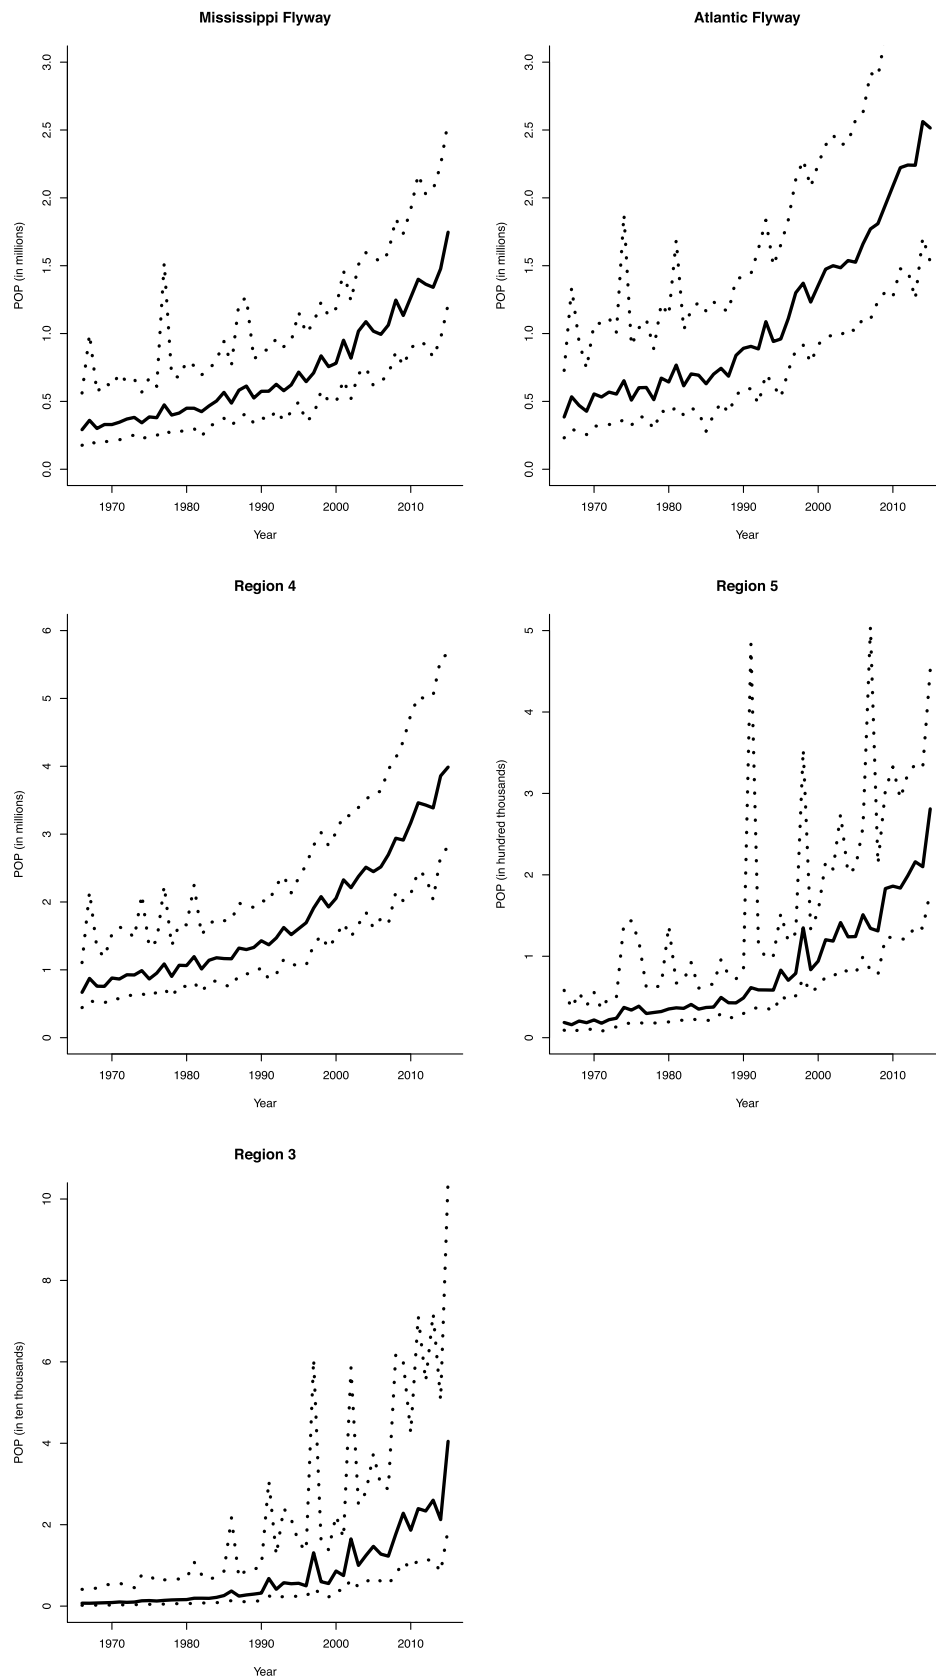 Mississippi Flyway
POP (in millions)
3.0
2.5
2.0
1.5
1.0
0.5
0.0
1970 1980 1990 2000 2010
Year
Atlantic Flyway
POP (in millions)
3.0
2.5
2.0
1.5
1.0
0.5
0.0
1970 1980 1990 2000 2010
Year
Region 4
POP (in millions)
6
5
4
3
2
1
0
1970 1980 1990 2000 2010
Year
Region 5
POP (in hundred thousands)
5
4
3
2
1
0
1970 1980 1990 2000 2010
Year
Region 3
POP (in ten thousands)
10
8
6
4
2
0
1970 1980 1990 2000 2010
Year